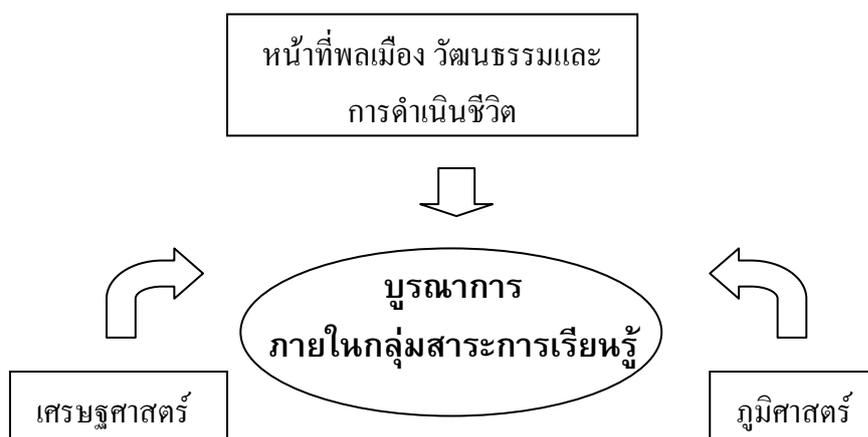 หน้าที่พลเมือง วัฒนธรรมและ
การดำเนินชีวิต
บูรณาการ
ภายในกลุ่มสาระการเรียนรู้
เศรษฐศาสตร์
ภูมิศาสตร์